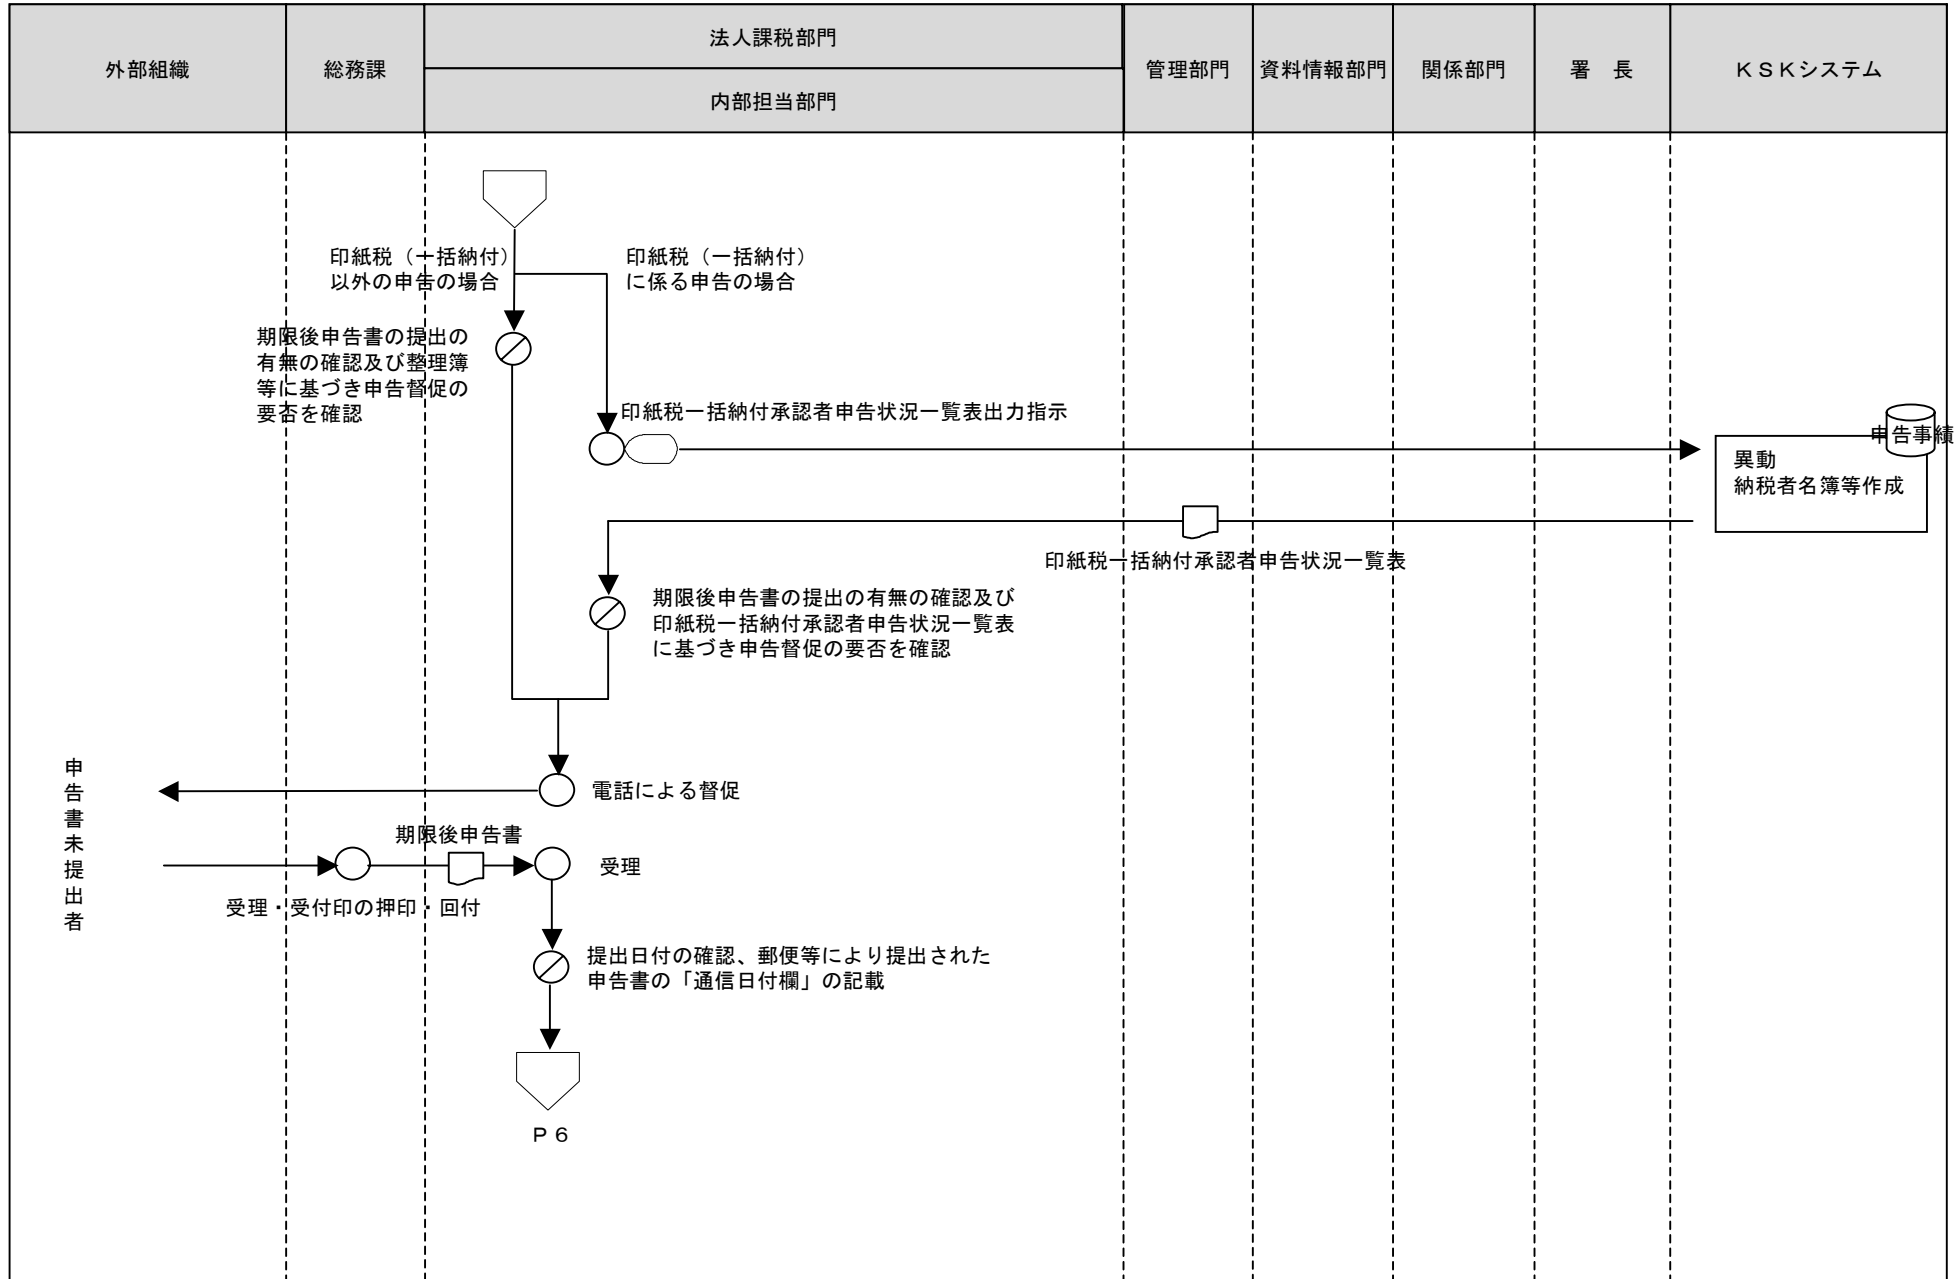 外部組織
総務課
法人課税部門
内部担当部門
管理部門
資料情報部門
関係部門
署　長
ＫＳＫシステム
印紙税（一括納付）
以外の申告の場合
印紙税（一括納付）
に係る申告の場合
期限後申告書の提出の
有無の確認及び整理簿
等に基づき申告督促の
要否を確認
印紙税一括納付承認者申告状況一覧表出力指示
申告事績
異動
納税者名簿等作成
印紙税一括納付承認者申告状況一覧表
期限後申告書の提出の有無の確認及び
印紙税一括納付承認者申告状況一覧表
に基づき申告督促の要否を確認
申告書未提出者
電話による督促
期限後申告書
受理
受理・受付印の押印・回付
提出日付の確認、郵便等により提出された
申告書の「通信日付欄」の記載
Ｐ６